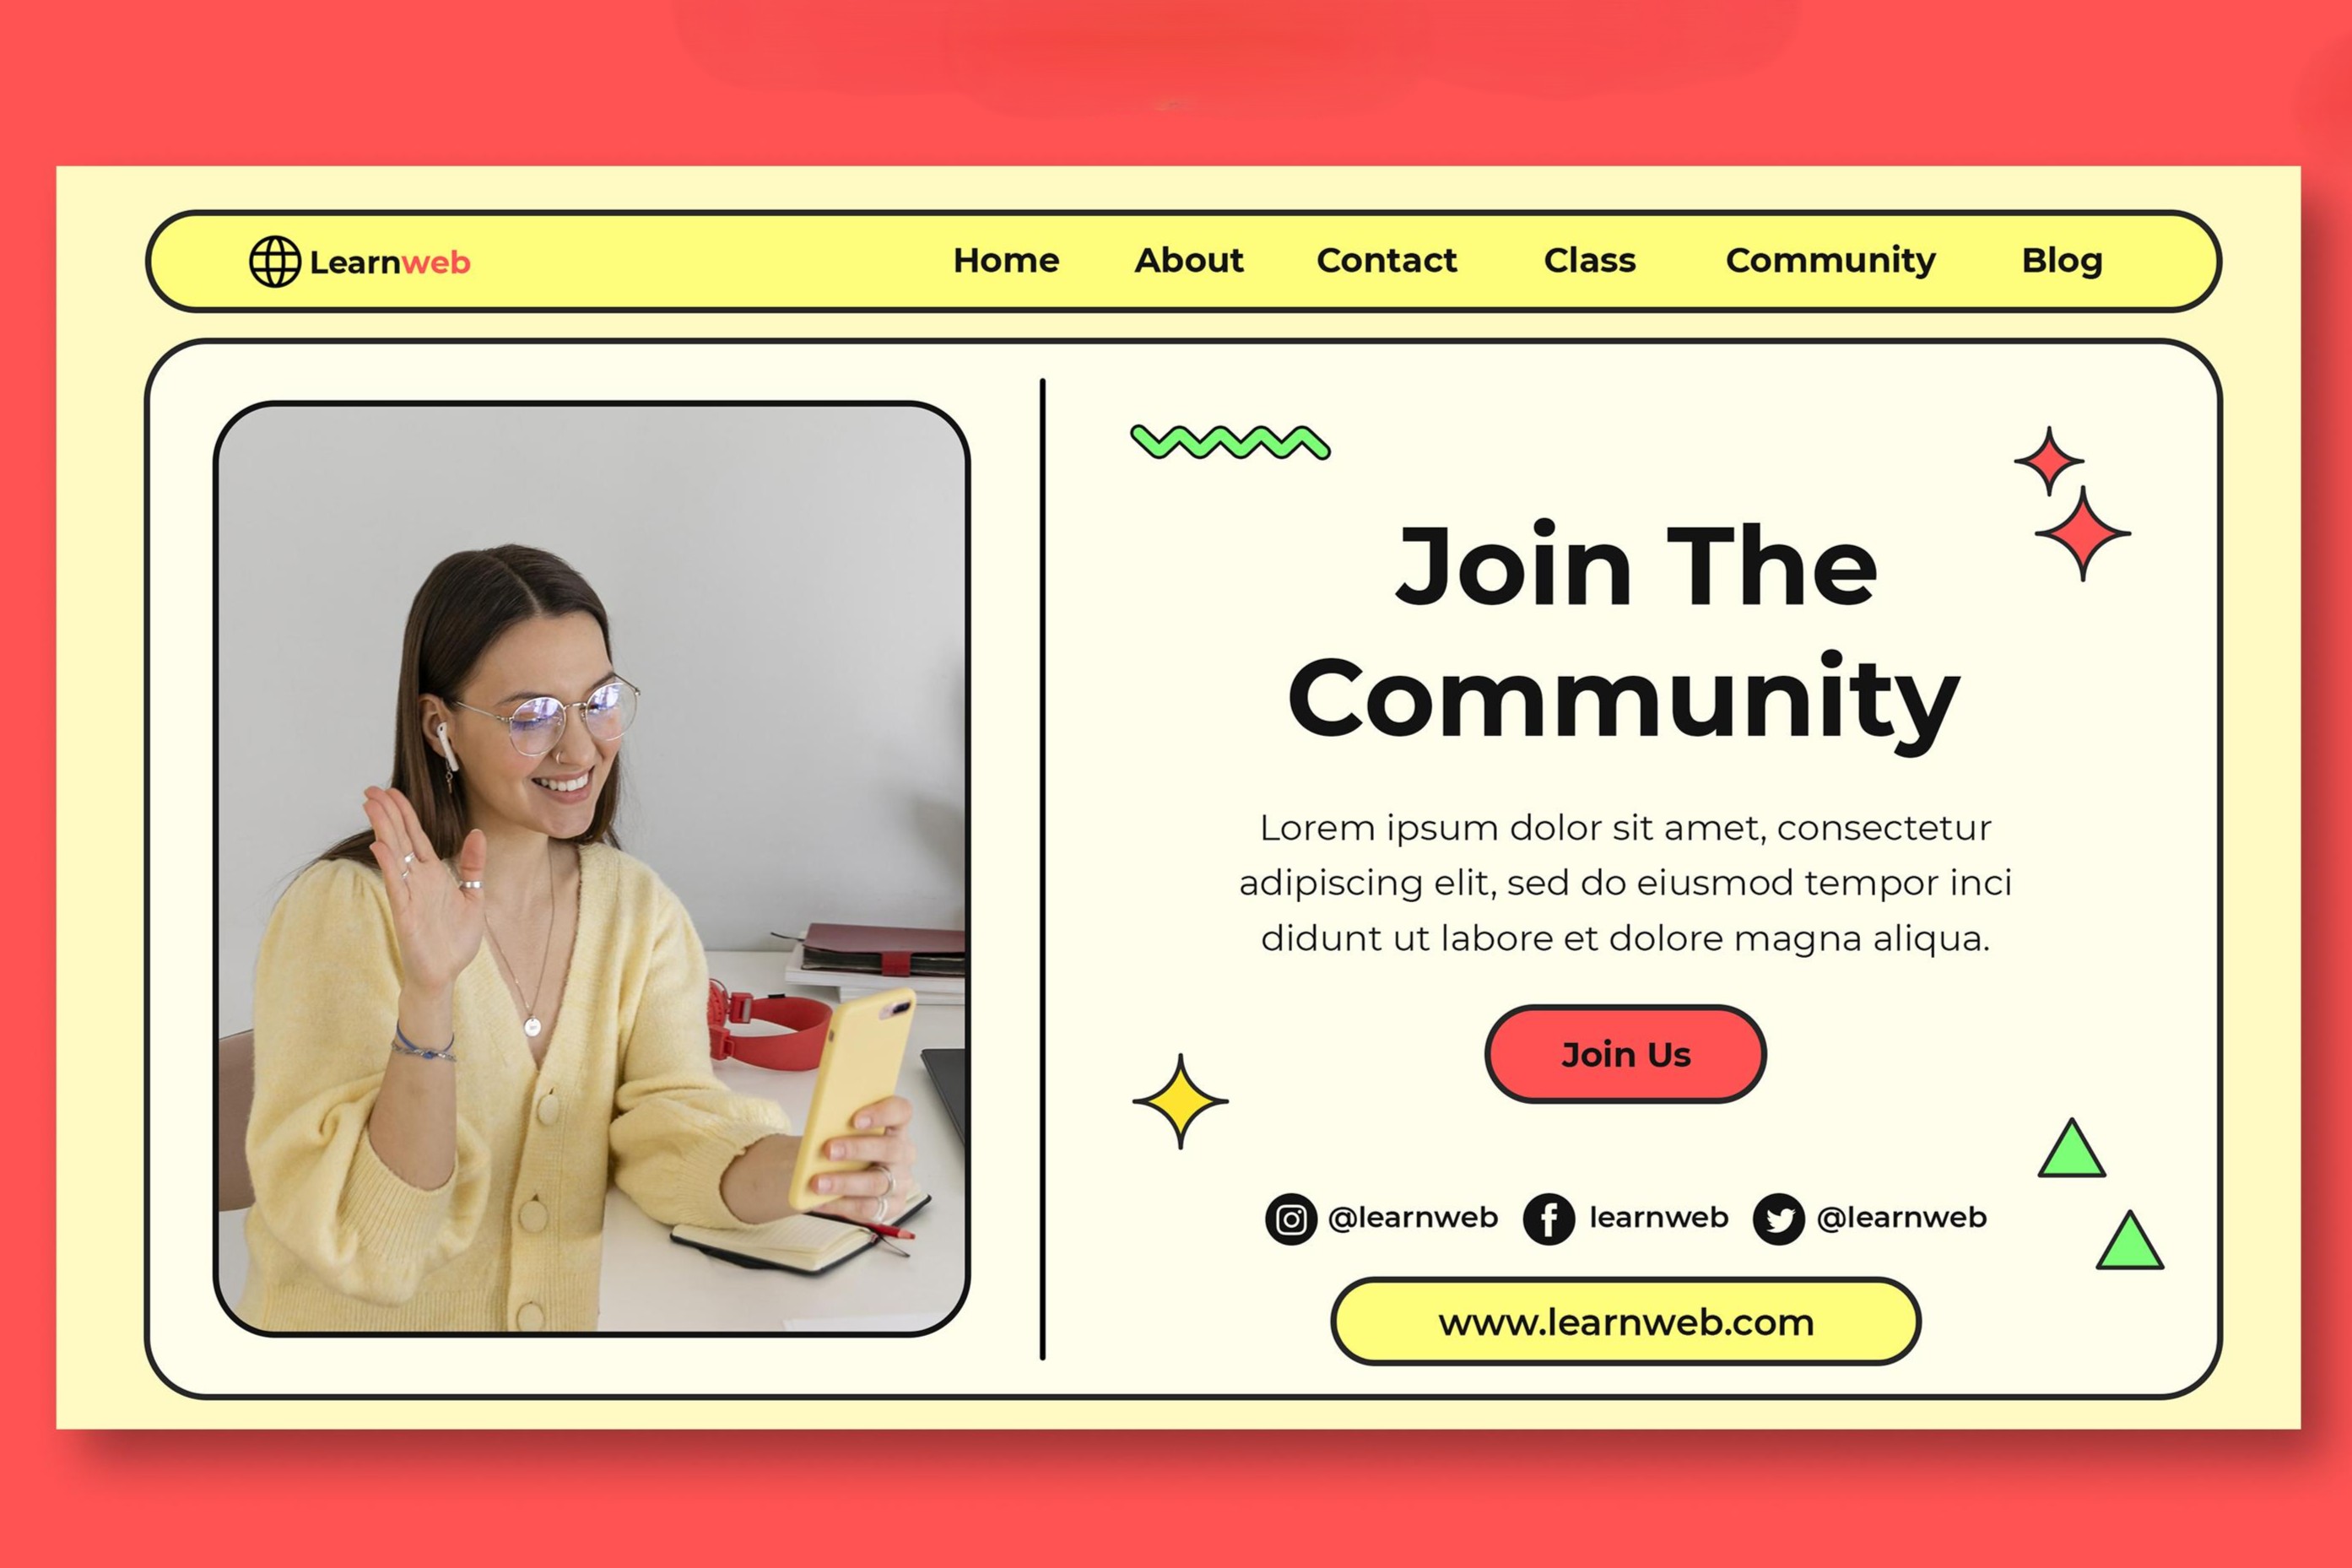 Learnweb
Home
About
Contact
Class
Community
Blog
Join The
Community
Lorem ipsum dolor sit amet, consectetur
adipiscing elit, sed do eiusmod tempor inci
didunt ut labore et dolore magna aliqua.
Join Us
@learnweb
learnweb
@learnweb
www.learnweb.com